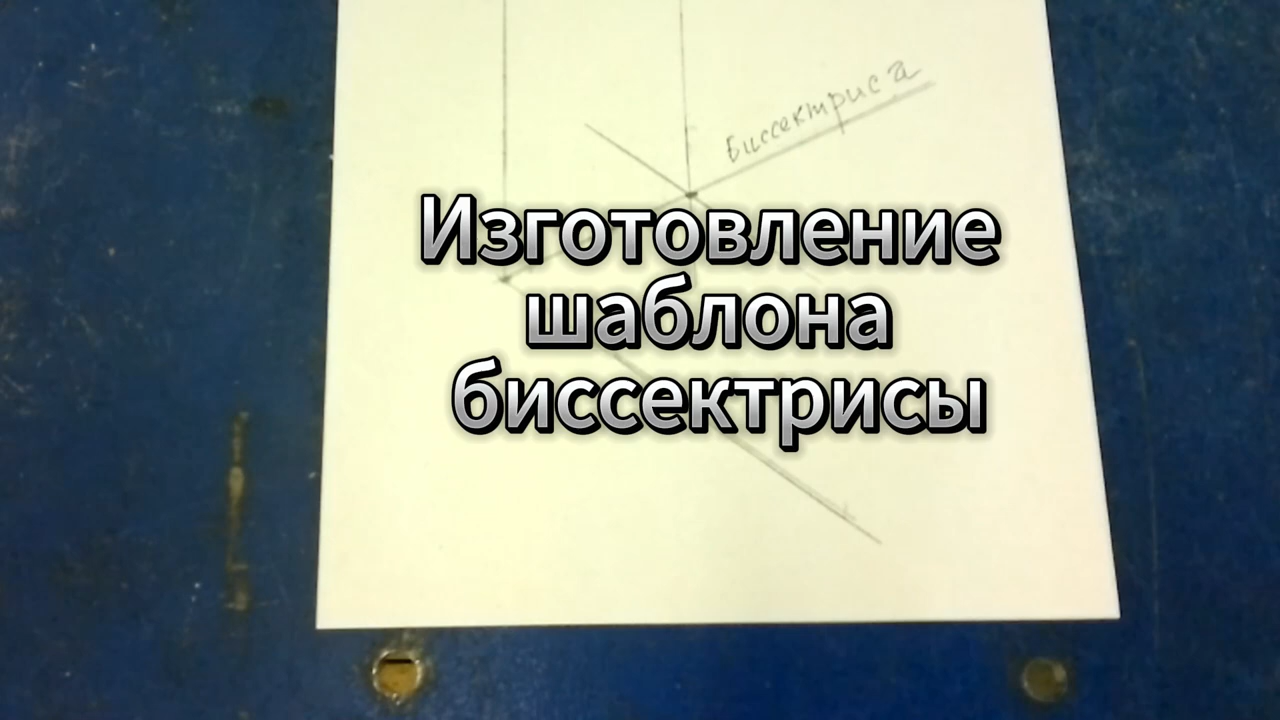 биссектриса
Изготовление
шаблона
биссектрисы